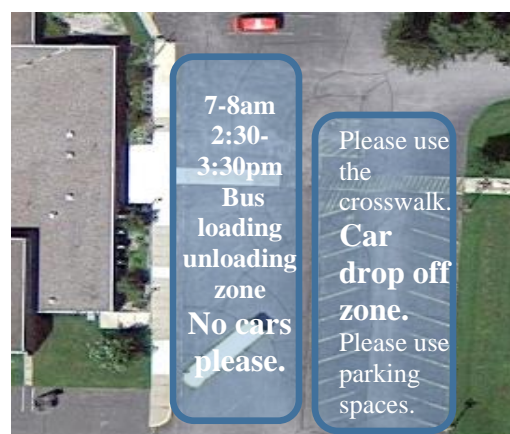 7-8am
2:30-
3:30pm
Bus
loading
unloading
zone
No cars
please.
Please use
the
crosswalk.
Car
drop off
zone.
Please use
parking
spaces.